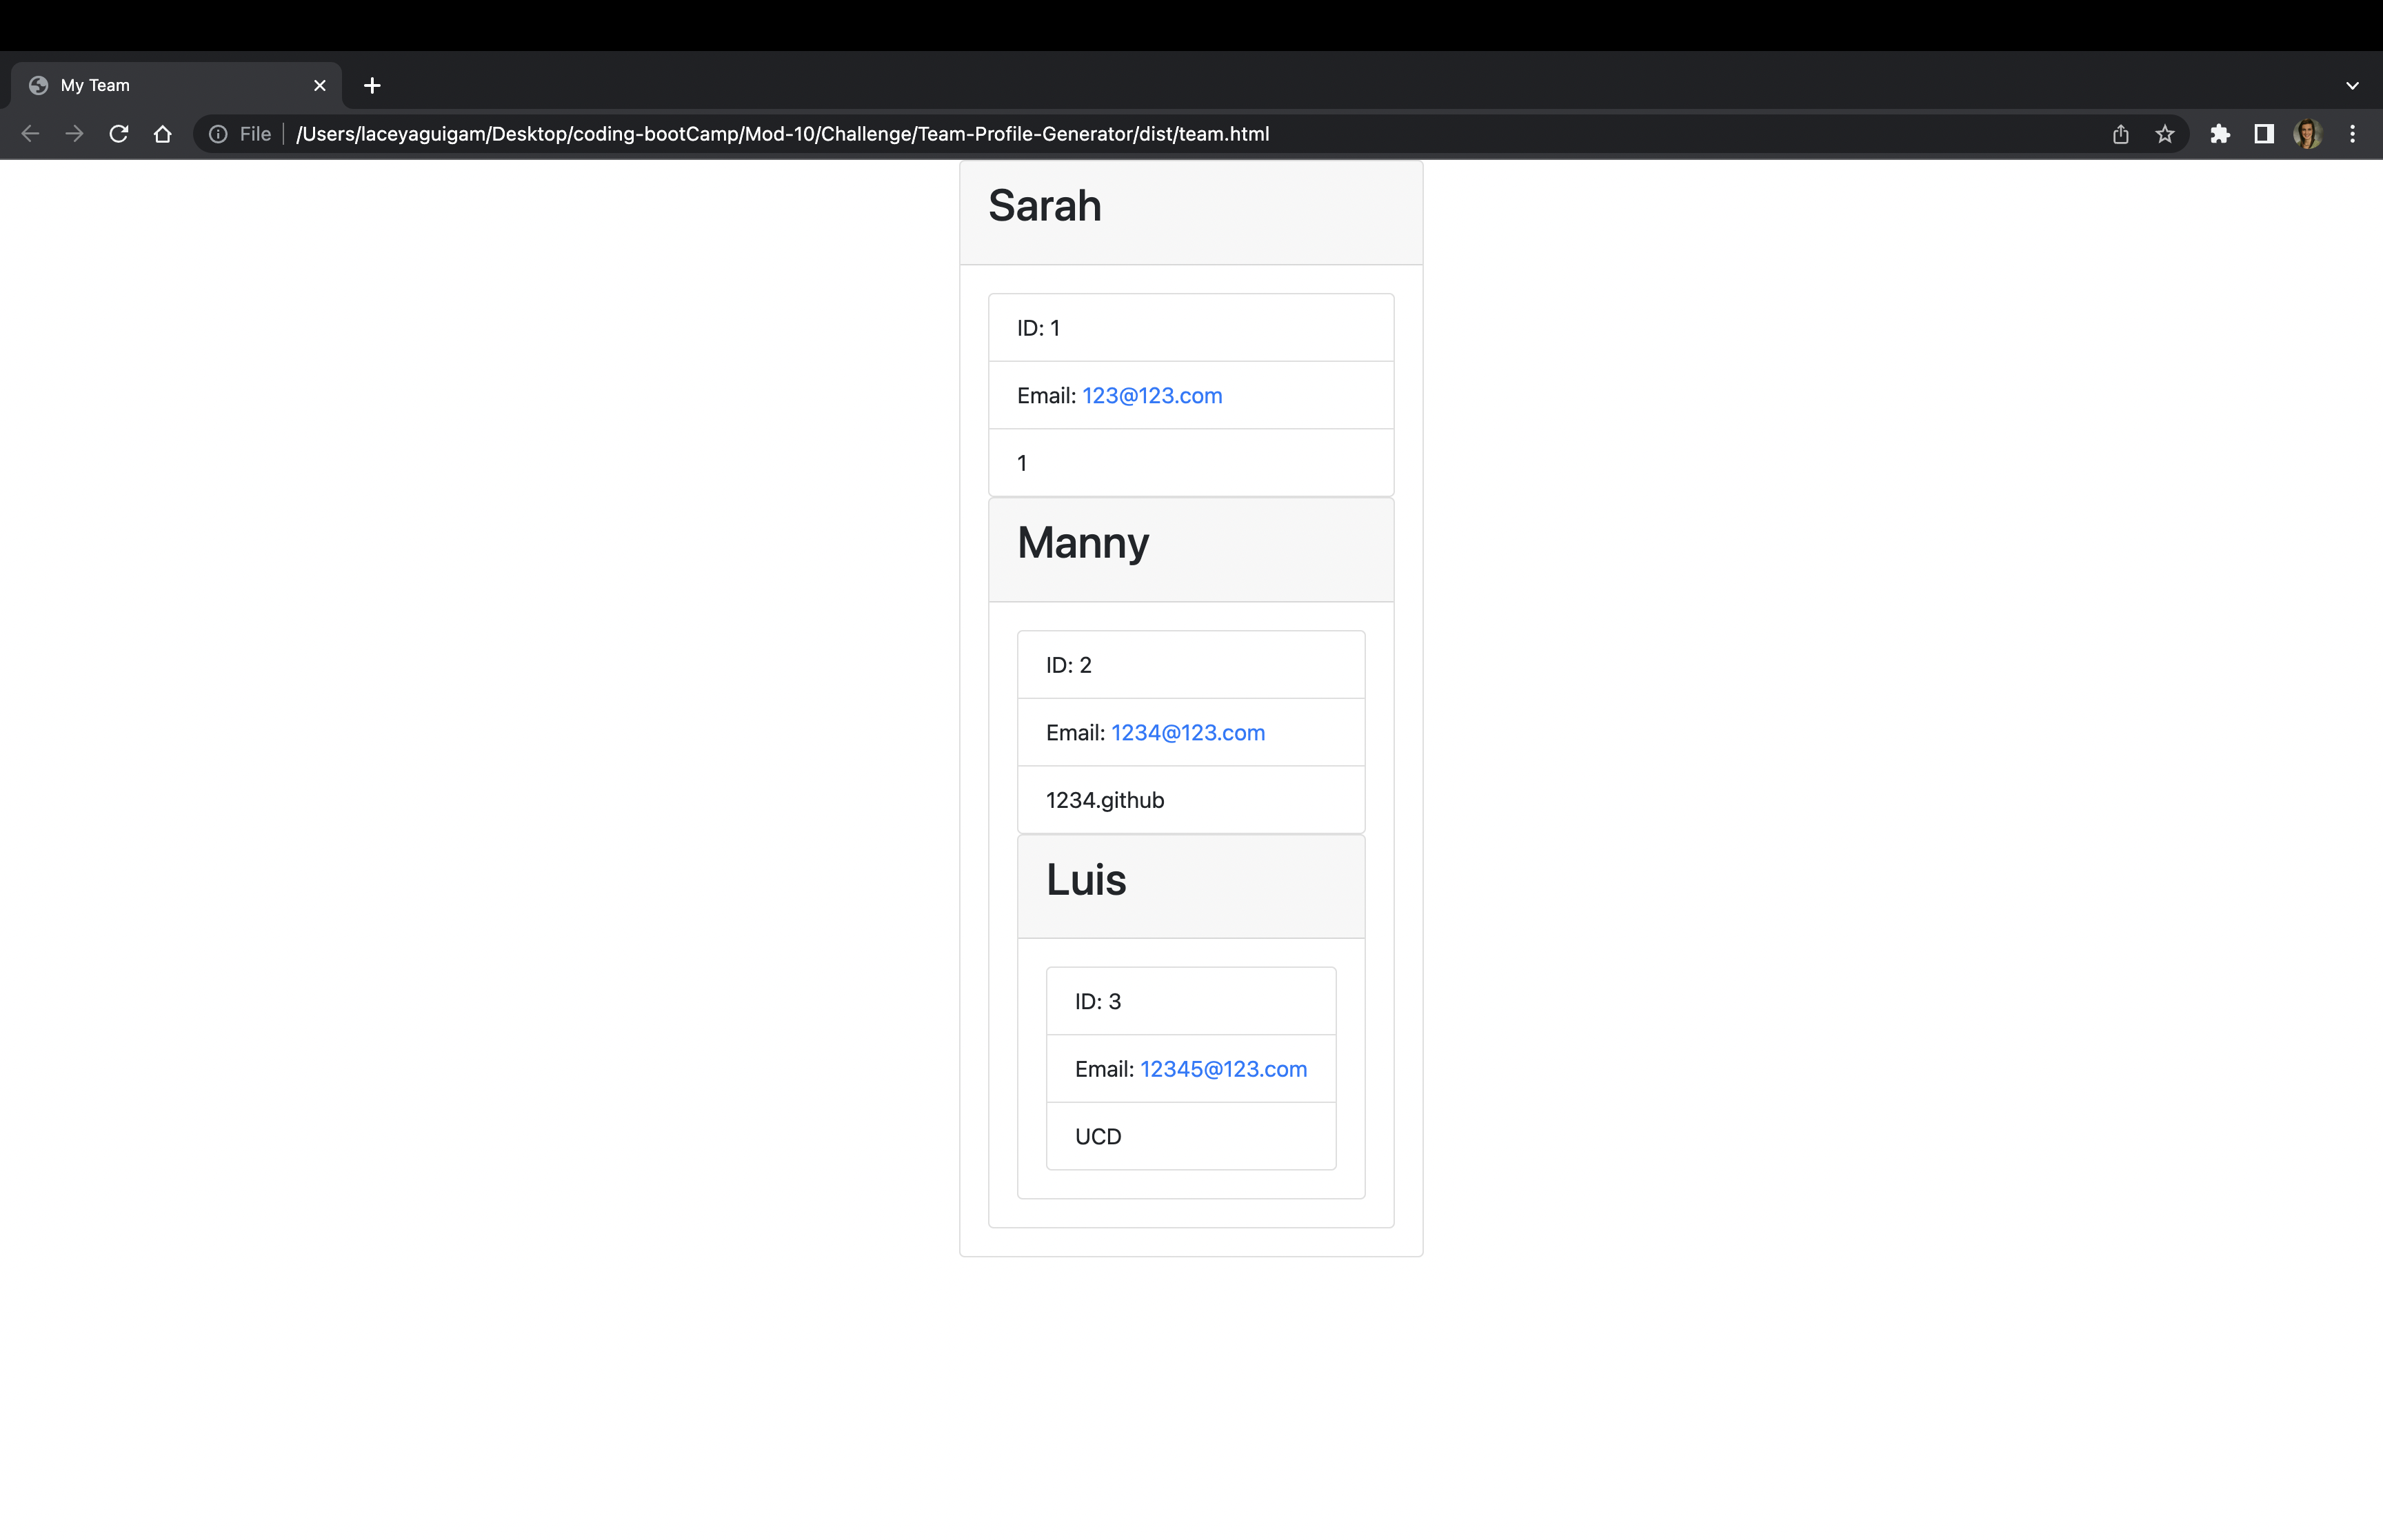 My Team
File /Users/laceyaguigam/Desktop/coding-bootCamp/Mod-10/Challenge/Team-Profile-Generator/dist/team.html
Sarah
ID: 1
Email: 123@123.com
1
Manny
ID: 2
Email: 1234@123.com
1234.github
Luis
ID: 3
Email: 12345@123.com
UCD